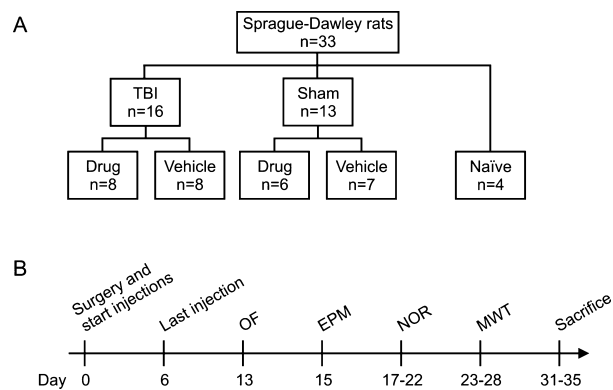 A
Sprague-Dawley rats
n=33
TBI
n=16
Sham
n=13
Drug
n=8
Vehicle
n=8
Drug
n=6
Vehicle
n=7
Naïve
n=4
B
Surgery and
start injections
Last injection
OF
EPM
NOR
MWT
Sacrifice
Day 0 6 13 15 17-22 23-28 31-35